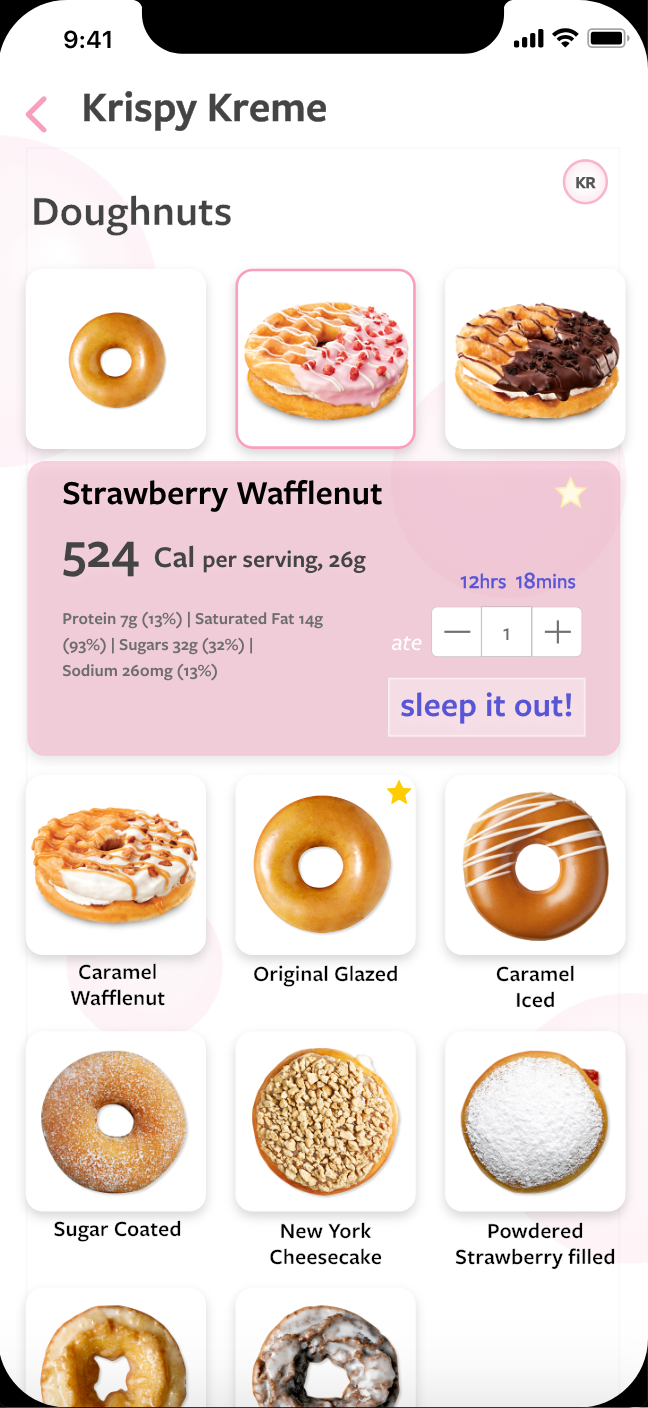 9:41
Krispy Kreme
KR
Doughnuts
Strawberry Wafflenut
524 Cal per serving, 26g
12hrs 18mins
Protein 7g (13%) | Saturated Fat 14g
(93%) | Sugars 32g (32%) |
Sodium 260mg (13%)
ate
1
sleep it out!
Caramel
Wafflenut
Original Glazed
Caramel
Iced
Sugar Coated
New York
Cheesecake
Powdered
Strawberry filled